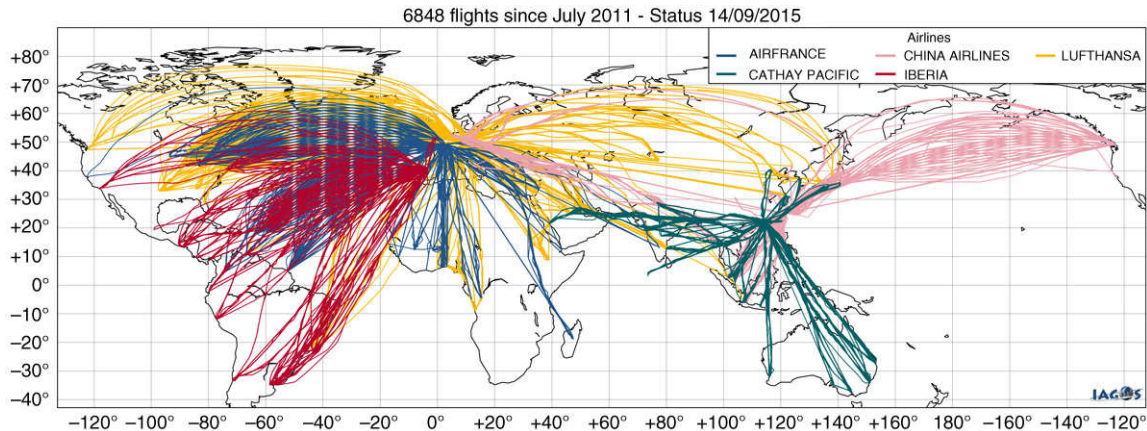 6848 flights since July 2011 - Status 14/09/2015
Airlines
AIRFRANCE CHINA AIRLINES LUFTHANSA
CATHAY PACIFIC IBERIA
+80°
+70°
+60°
+50°
+40°
+30°
+20°
+10°
0°
−10°
−20°
−30°
−40°
IAGOS
−120° −100° −80° −60° −40° −20° 0° +20° +40° +60° +80° +100° +120° +140° +160° +180° −160° −140° −120°